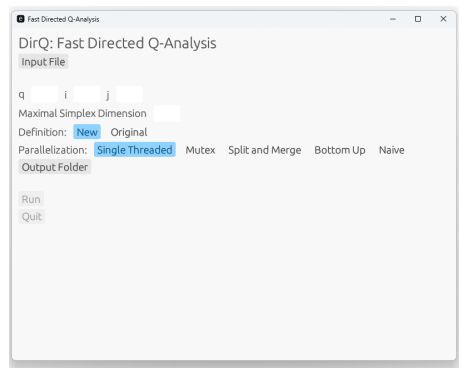 Fast Directed Q-Analysis
DirQ: Fast Directed Q-Analysis
Input File
q i j
Maximal Simplex Dimension
Definition: New Original
Parallelization: Single Threaded Mutex Split and Merge Bottom Up Naive
Output Folder
Run
Quit